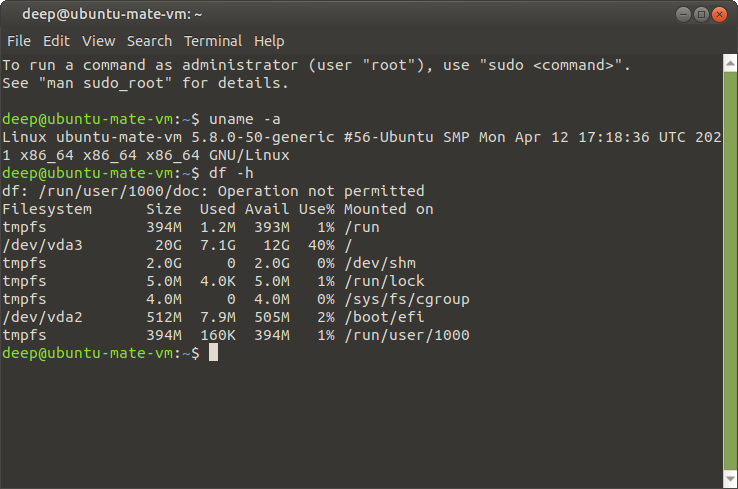 deep@ubuntu-mate-vm: ~
File Edit View Search Terminal Help
To run a command as administrator (user "root"), use "sudo <command>".
See "man sudo_root" for details.

deep@ubuntu-mate-vm:~$ uname -a
Linux ubuntu-mate-vm 5.8.0-50-generic #56-Ubuntu SMP Mon Apr 12 17:18:36 UTC 202
1 x86_64 x86_64 x86_64 GNU/Linux
deep@ubuntu-mate-vm:~$ df -h
df: /run/user/1000/doc: Operation not permitted
Filesystem      Size  Used Avail Use% Mounted on
tmpfs           394M  1.2M  393M   1% /run
/dev/vda3        20G  7.1G   12G  40% /
tmpfs           2.0G     0  2.0G   0% /dev/shm
tmpfs           5.0M  4.0K  5.0M   1% /run/lock
tmpfs           4.0M     0  4.0M   0% /sys/fs/cgroup
/dev/vda2       512M  7.9M  505M   2% /boot/efi
tmpfs           394M  160K  394M   1% /run/user/1000
deep@ubuntu-mate-vm:~$